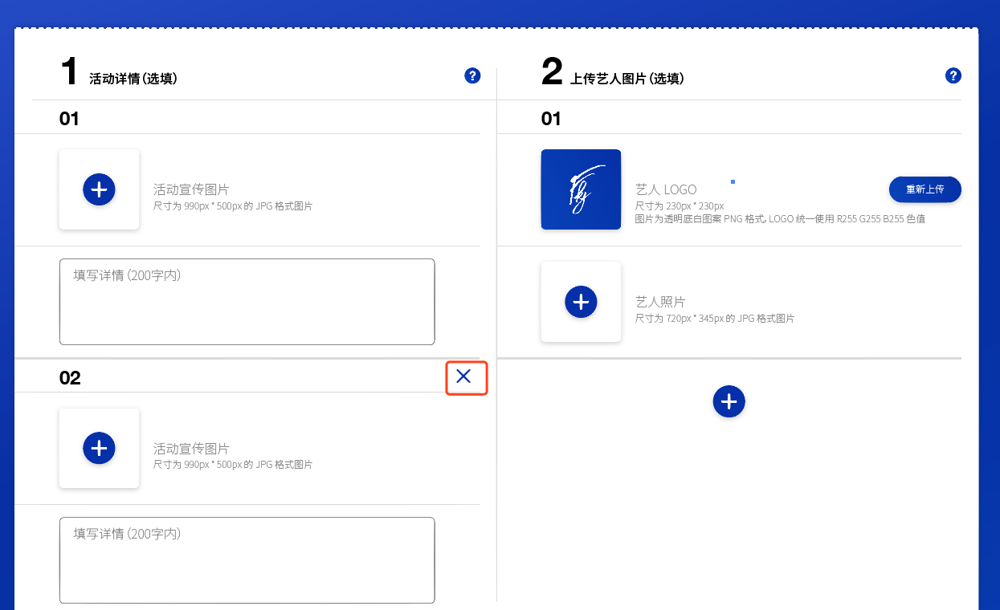 1 活动详情(选填)
?
01
活动宣传图片
尺寸为 990px * 500px 的 JPG 格式图片
填写详情 (200字内)
02
活动宣传图片
尺寸为 990px * 500px 的 JPG 格式图片
填写详情 (200字内)
2 上传艺人图片(选填)
?
01
艺人 LOGO
尺寸为 230px * 230px
图片为透明底白图案 PNG 格式, LOGO 统一使用 R255 G255 B255 色值
重新上传
艺人照片
尺寸为 720px * 345px 的 JPG 格式图片